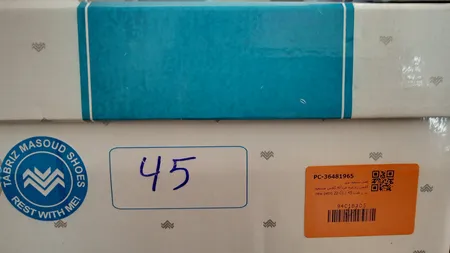 TABRIZ MASOUD SHOES
REST WITH ME!
45
PC-36481965